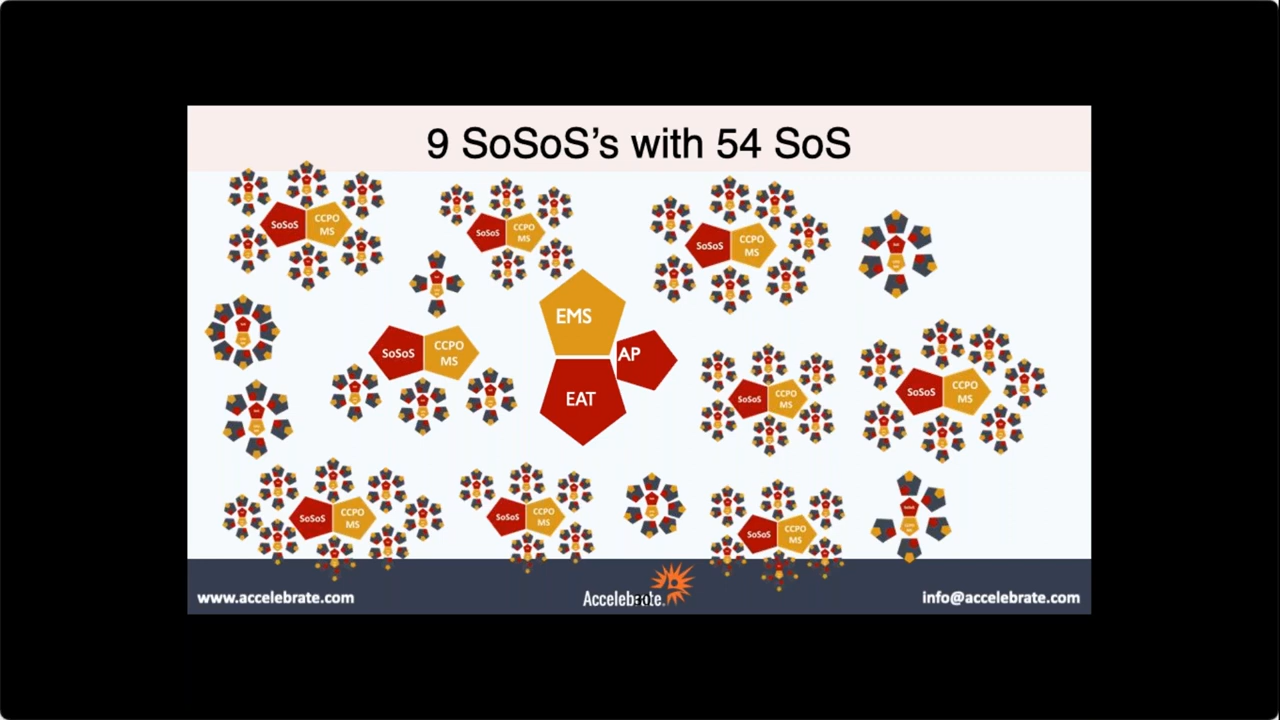 9 SoSoS’s with 54 SoS
SoSoS
CCPO
MS
SoSoS
CCPO
MS
SoSoS
CCPO
MS
EMS
SoSoS
CCPO
MS
AP
EAT
SoSoS
CCPO
MS
SoSoS
CCPO
MS
SoSoS
CCPO
MS
SoSoS
CCPO
MS
SoSoS
CCPO
MS
www.accelebrate.com
Accelebrate.
info@accelebrate.com